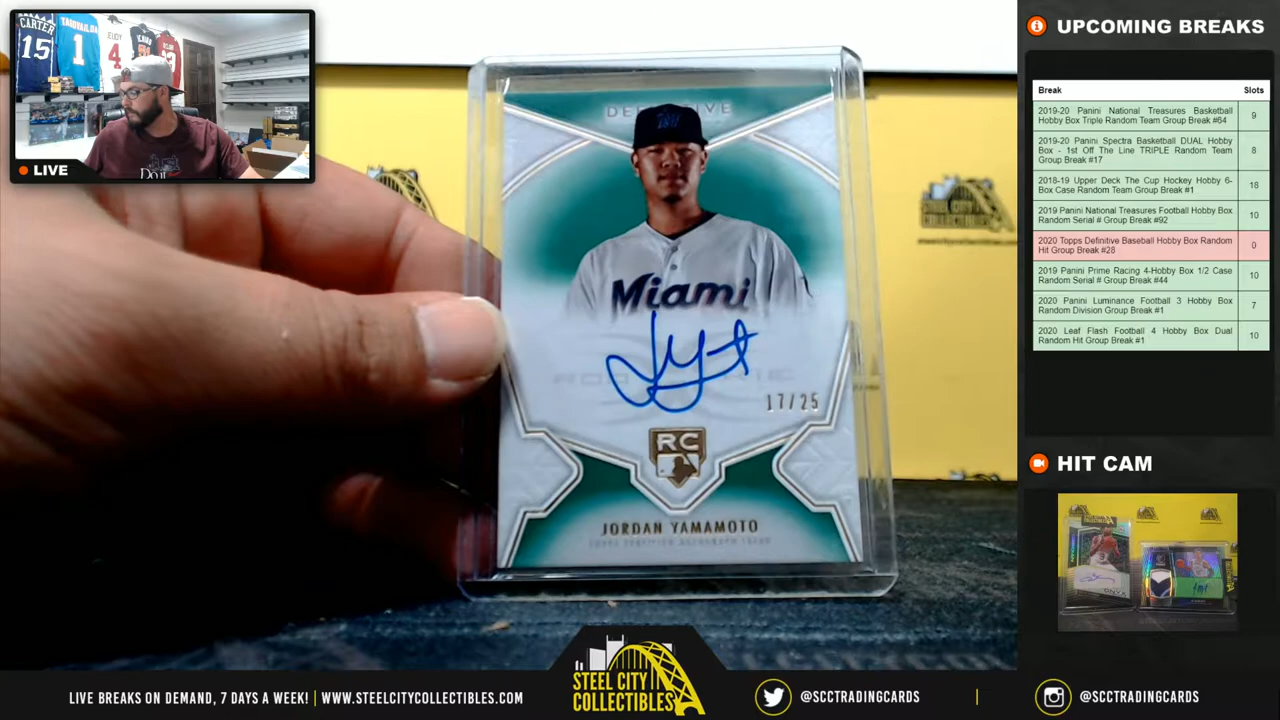 CARTER
15
1
4
LIVE
DEFINITIVE
Miami
17/25
RC
JORDAN YAMAMOTO
UPCOMING BREAKS
Break Slots
2019-20 Panini National Treasures Basketball
Hobby Box Triple Random Team Group Break #64 9
2019-20 Panini Spectra Basketball DUAL Hobby
Box - 1st Off The Line TRIPLE Random Team
Group Break #17 8
2018-19 Upper Deck The Cup Hockey Hobby 6-
Box Case Random Team Group Break #1 18
2019 Panini National Treasures Football Hobby Box
Random Serial # Group Break #92 10
2020 Topps Definitive Baseball Hobby Box Random
Hit Group Break #28 0
2019 Panini Prime Racing 4-Hobby Box 1/2 Case
Random Serial # Group Break #44 10
2020 Panini Luminance Football 3 Hobby Box
Random Division Group Break #1 7
2020 Leaf Flash Football 4 Hobby Box Dual
Random Hit Group Break #1 10
HIT CAM
LIVE BREAKS ON DEMAND, 7 DAYS A WEEK! | WWW.STEELCITYCOLLECTIBLES.COM
STEEL CITY
COLLECTIBLES
@SCCTRADINGCARDS
@SCCTRADINGCARDS